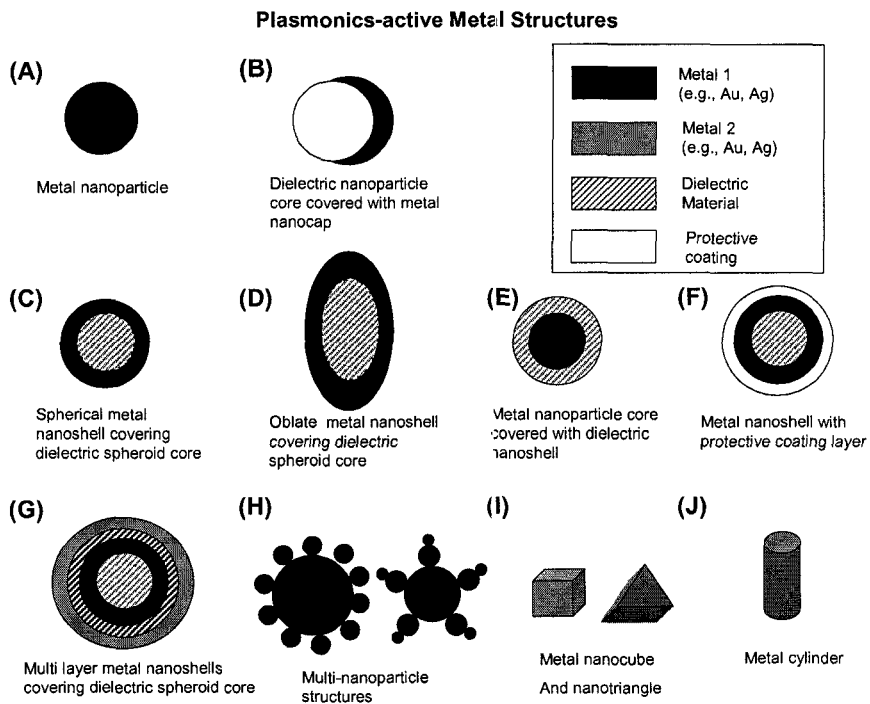 Plasmonics-active Metal Structures
(A)
Metal nanoparticle
(B)
Dielectric nanoparticle
core covered with metal
nanocap
Metal 1
(e.g., Au, Ag)
Metal 2
(e.g., Au, Ag)
Dielectric
Material
Protective
coating
(C)
Spherical metal
nanoshell covering
dielectric spheroid core
(D)
Oblate metal nanoshell
covering dielectric
spheroid core
(E)
Metal nanoparticle core
covered with dielectric
nanoshell
(F)
Metal nanoshell with
protective coating layer
(G)
Multi layer metal nanoshells
covering dielectric spheroid core
(H)
Multi-nanoparticle
structures
(I)
Metal nanocube
And nanotriangle
(J)
Metal cylinder